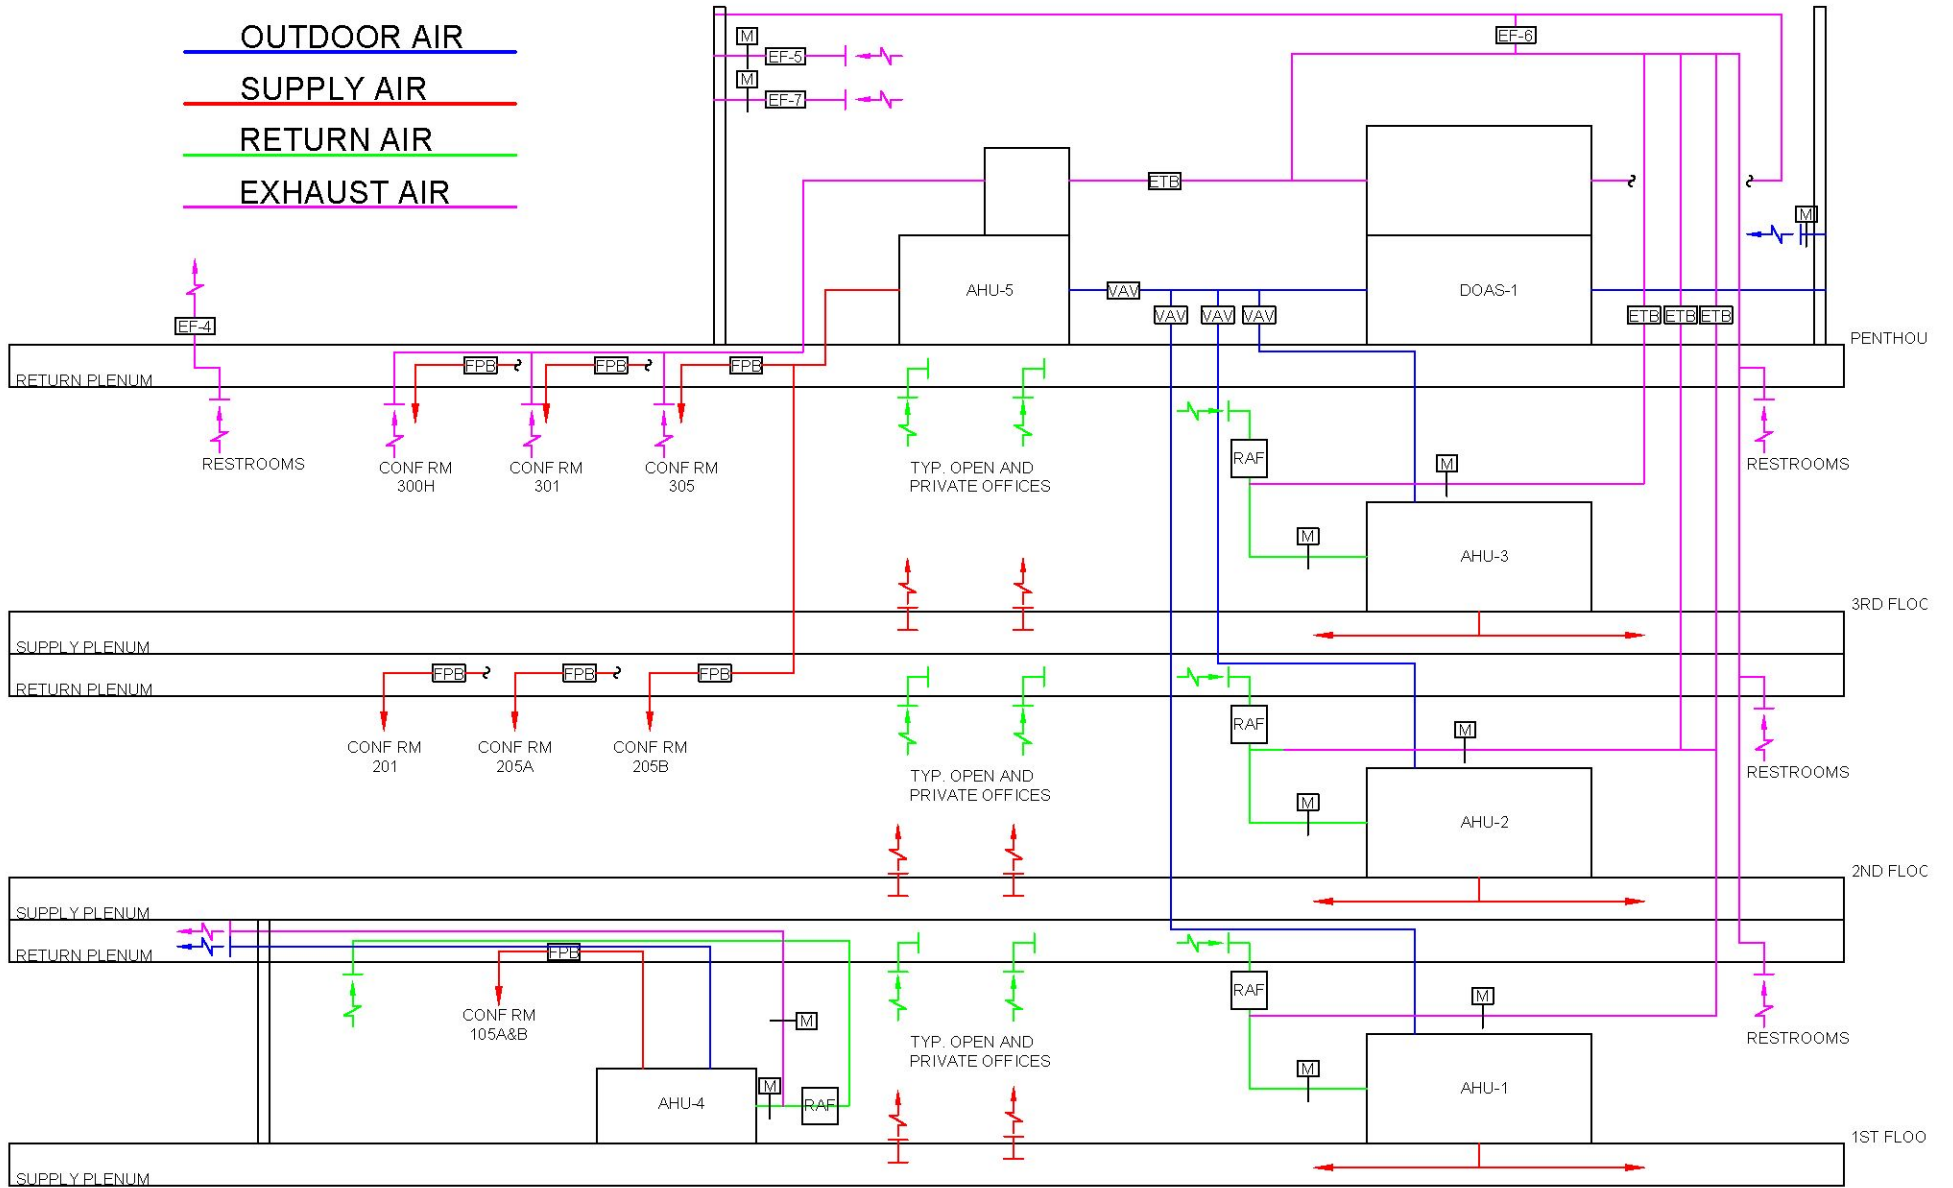 OUTDOOR AIR
SUPPLY AIR
RETURN AIR
EXHAUST AIR
M
EF-5
M
EF-7
EF-6
ETB
M
AHU-5
VAV
DOAS-1
VAV
VAV
VAV
ETB
ETB
ETB
EF-4
PENTHOU
RETURN PLENUM
FPB
FPB
FPB
RESTROOMS
CONF RM
300H
CONF RM
301
CONF RM
305
TYP. OPEN AND
PRIVATE OFFICES
RAF
M
RESTROOMS
M
AHU-3
3RD FLOC
SUPPLY PLENUM
RETURN PLENUM
FPB
FPB
FPB
CONF RM
201
CONF RM
205A
CONF RM
205B
TYP. OPEN AND
PRIVATE OFFICES
RAF
M
RESTROOMS
M
AHU-2
2ND FLOC
SUPPLY PLENUM
RETURN PLENUM
FPB
CONF RM
105A&B
M
TYP. OPEN AND
PRIVATE OFFICES
RAF
M
RESTROOMS
AHU-4
M
RAF
M
AHU-1
1ST FLOO
SUPPLY PLENUM